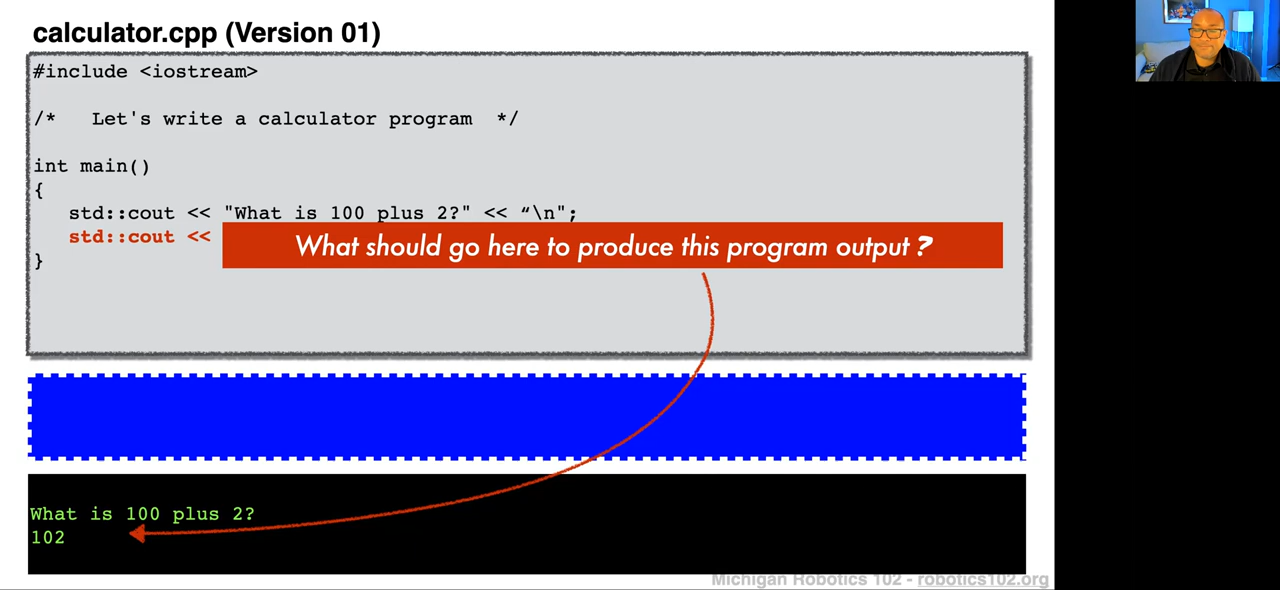 calculator.cpp (Version 01)
#include <iostream>
/*   Let's write a calculator program  */
int main()
{
   std::cout << "What is 100 plus 2?" << “\n";
   std::cout << What should go here to produce this program output ?
}
What is 100 plus 2?
102
Michigan Robotics 102 - robotics102.org